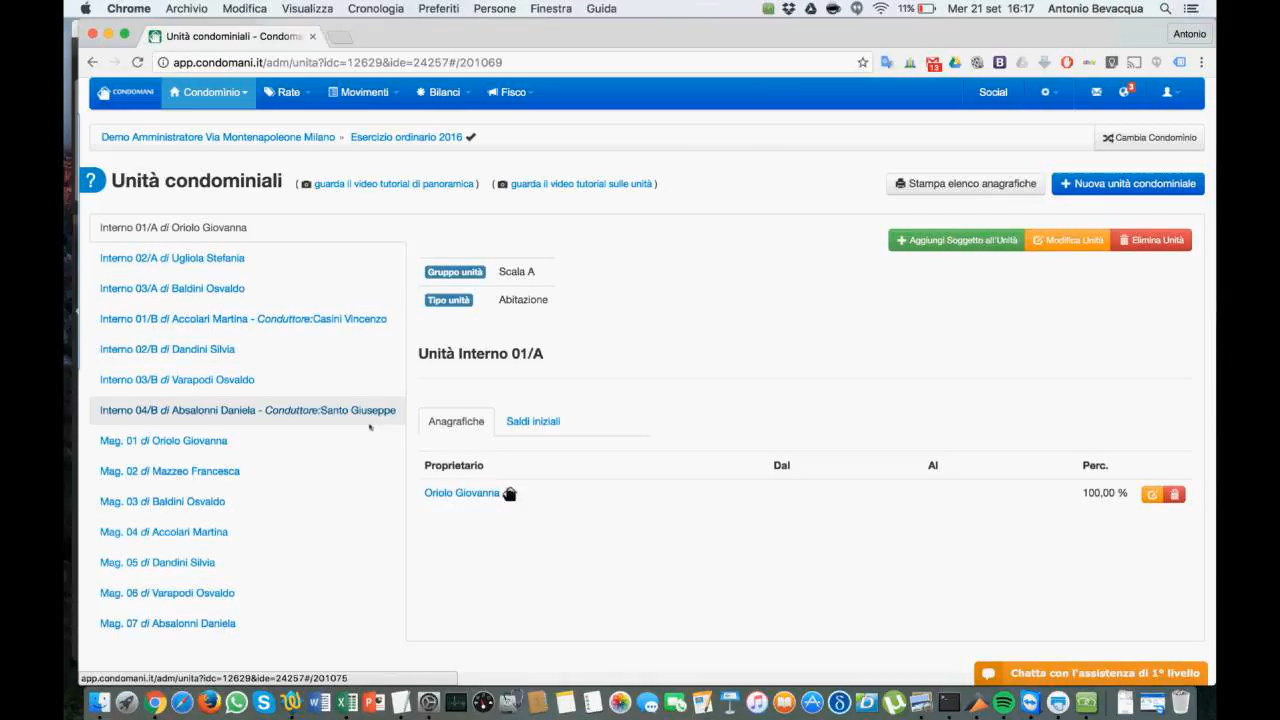 Chrome Archivio Modifica Visualizza Cronologia Preferiti Persone Finestra Guida 11% Mer 21 set 16:17 Antonio Bevacqua
Unità condominiali - Condoma Antonio
app.condomani.it/adm/unita?idc=12629&ide=24257#/201069
13
CONDOMANI Condominio Rate Movimenti Bilanci Fisco Social 3
Demo Amministratore Via Montenapoleone Milano » Esercizio ordinario 2016 Cambia Condominio
? Unità condominiali ( guarda il video tutorial di panoramica ) ( guarda il video tutorial sulle unità ) Stampa elenco anagrafiche + Nuova unità condominiale
Interno 01/A di Oriolo Giovanna
+ Aggiungi Soggetto all'Unità Modifica Unità Elimina Unità
Interno 02/A di Ugliola Stefania
Interno 03/A di Baldini Osvaldo
Interno 01/B di Accolari Martina - Conduttore:Casini Vincenzo
Interno 02/B di Dandini Silvia
Interno 03/B di Varapodi Osvaldo
Interno 04/B di Absalonni Daniela - Conduttore:Santo Giuseppe
Mag. 01 di Oriolo Giovanna
Mag. 02 di Mazzeo Francesca
Mag. 03 di Baldini Osvaldo
Mag. 04 di Accolari Martina
Mag. 05 di Dandini Silvia
Mag. 06 di Varapodi Osvaldo
Mag. 07 di Absalonni Daniela
Gruppo unità Scala A
Tipo unità Abitazione
Unità Interno 01/A
Anagrafiche Saldi iniziali
Proprietario Dal Al Perc.
Oriolo Giovanna 100,00 %
Chatta con l'assistenza di 1° livello
app.condomani.it/adm/unita?idc=12629&ide=24257#/201075